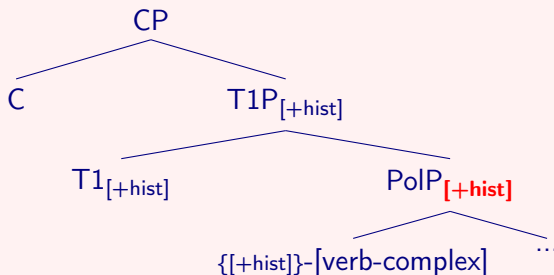 CP
C T1P[+hist]
T1[+hist] PolP[+hist]
{[+hist]}-[verb-complex] ...